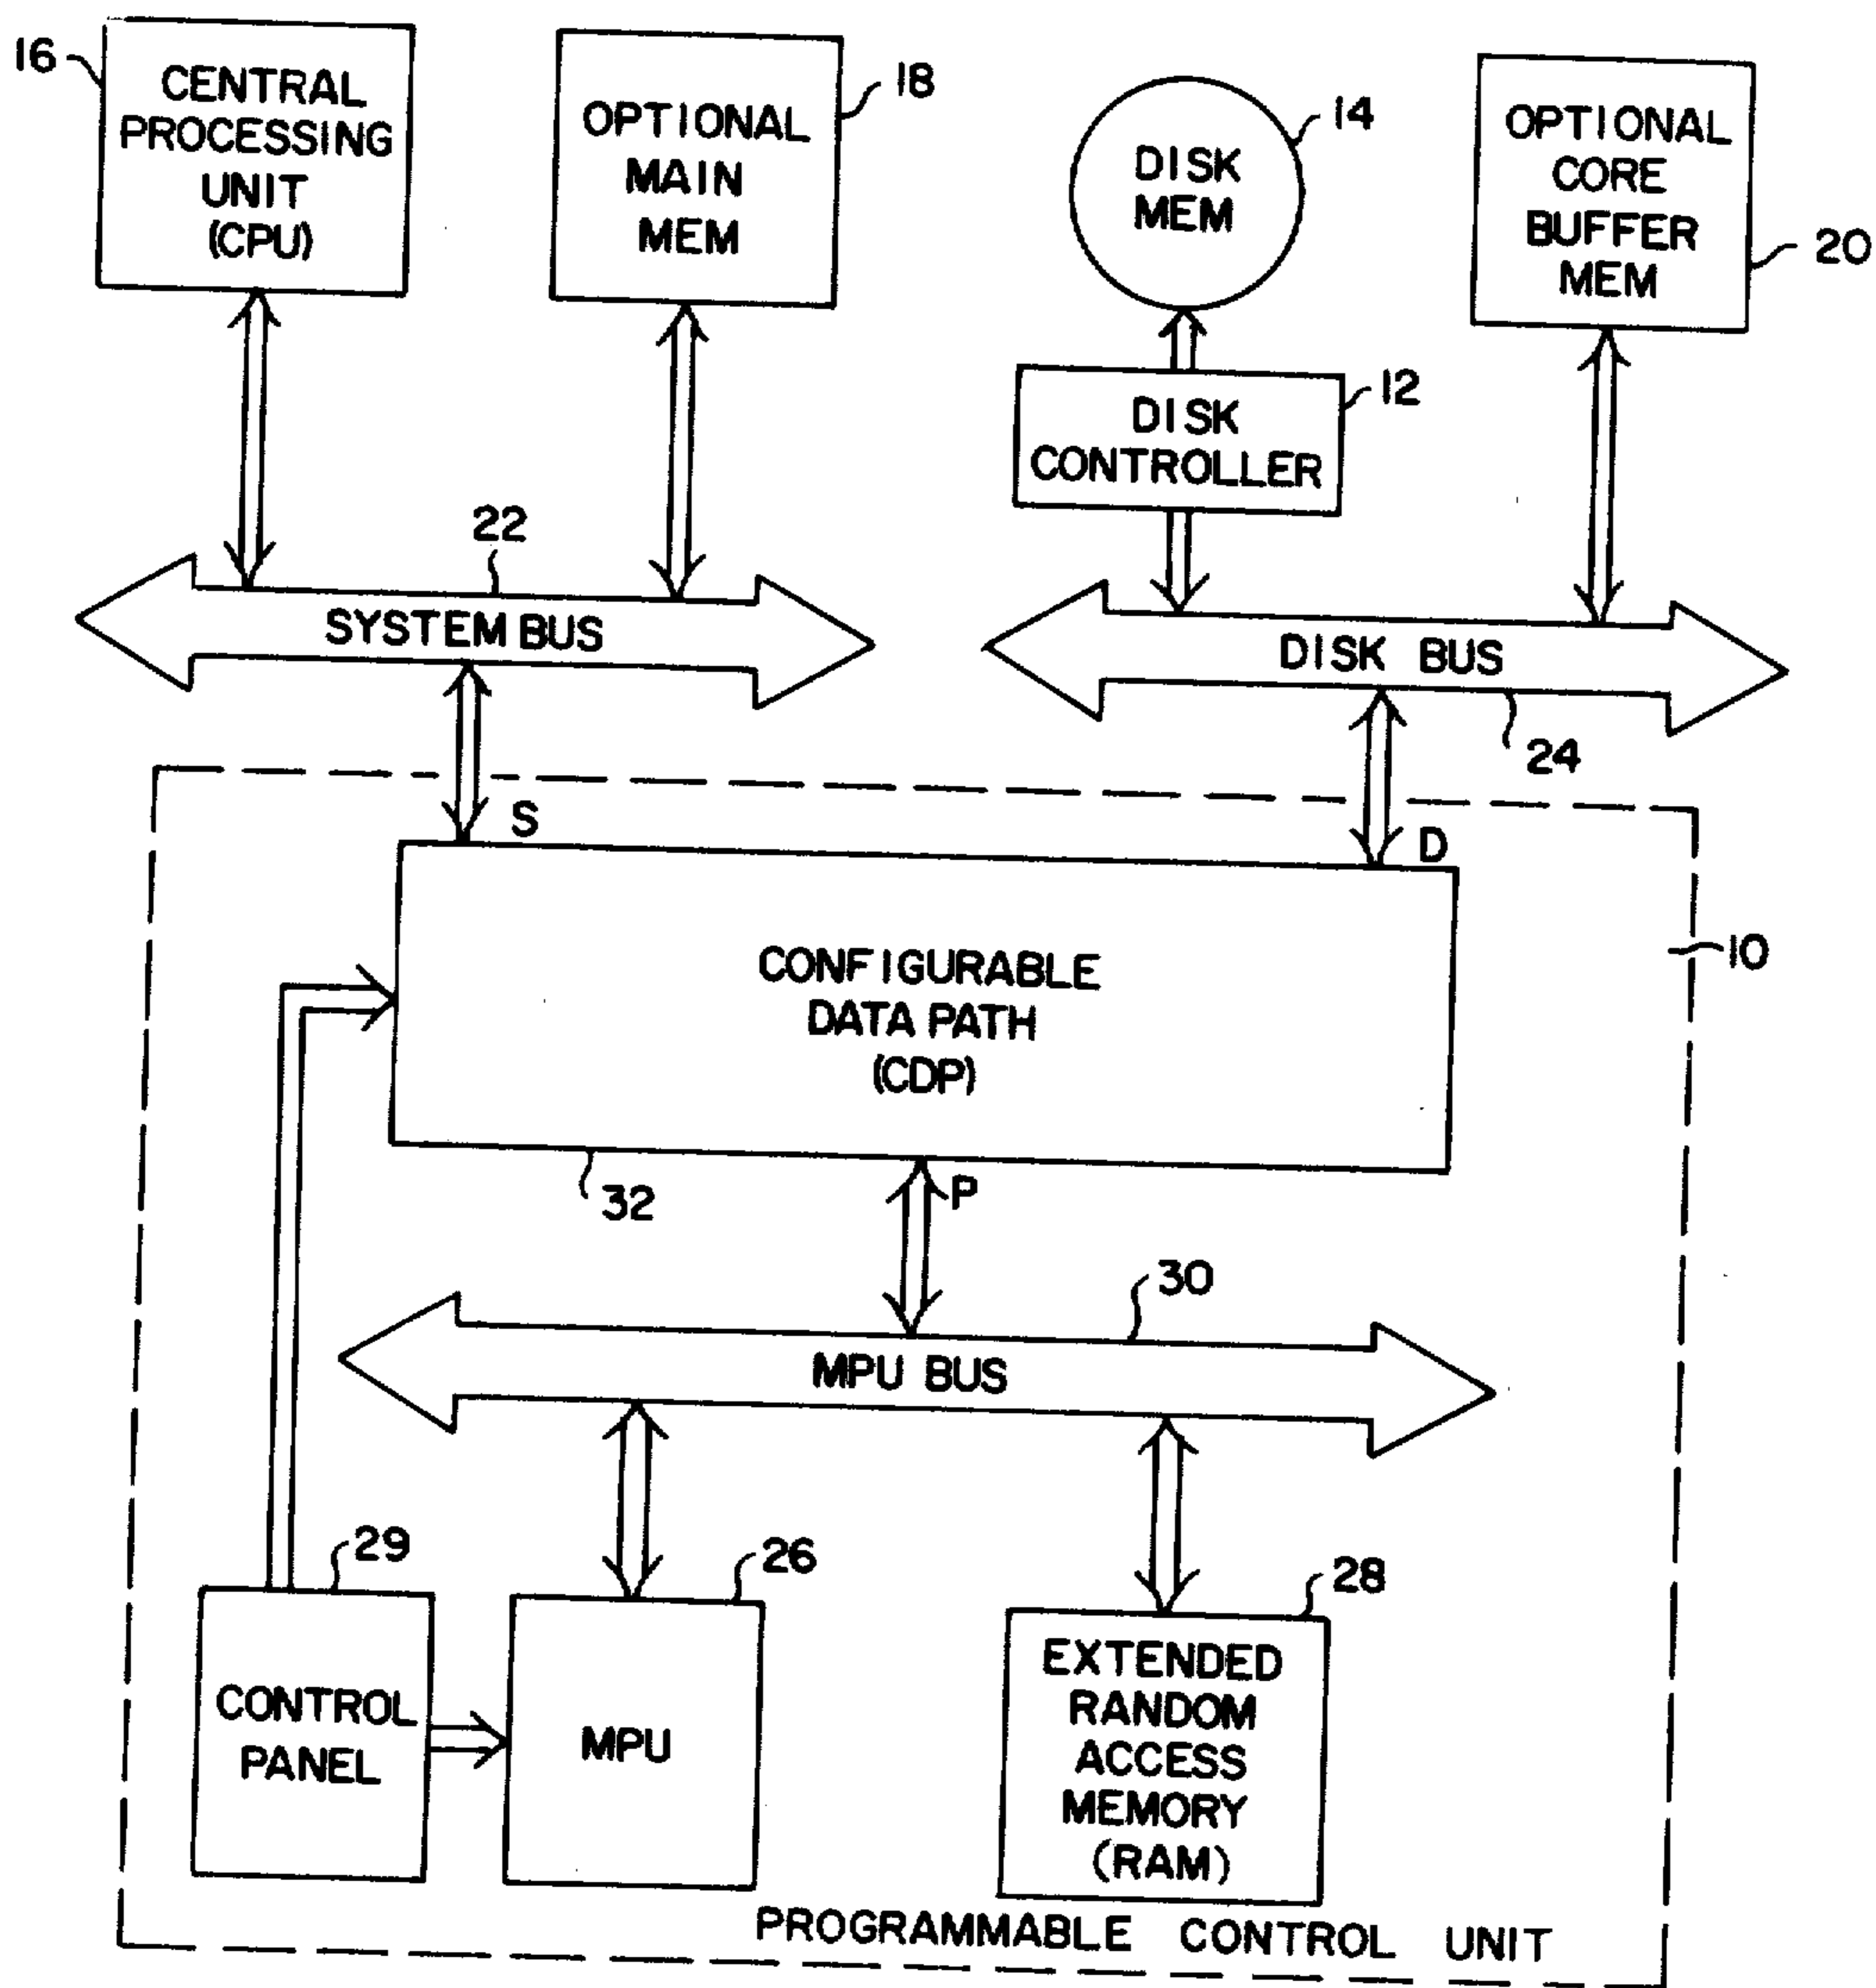 16
CENTRAL
PROCESSING
UNIT
(CPU)
18
OPTIONAL
MAIN
MEM
14
DISK
MEM
OPTIONAL
CORE
BUFFER
MEM
20
12
DISK
CONTROLLER
22
SYSTEM BUS
DISK BUS
24
S
D
10
CONFIGURABLE
DATA PATH
(CDP)
32
P
30
MPU BUS
29
CONTROL
PANEL
26
MPU
28
EXTENDED
RANDOM
ACCESS
MEMORY
(RAM)
PROGRAMMABLE CONTROL UNIT